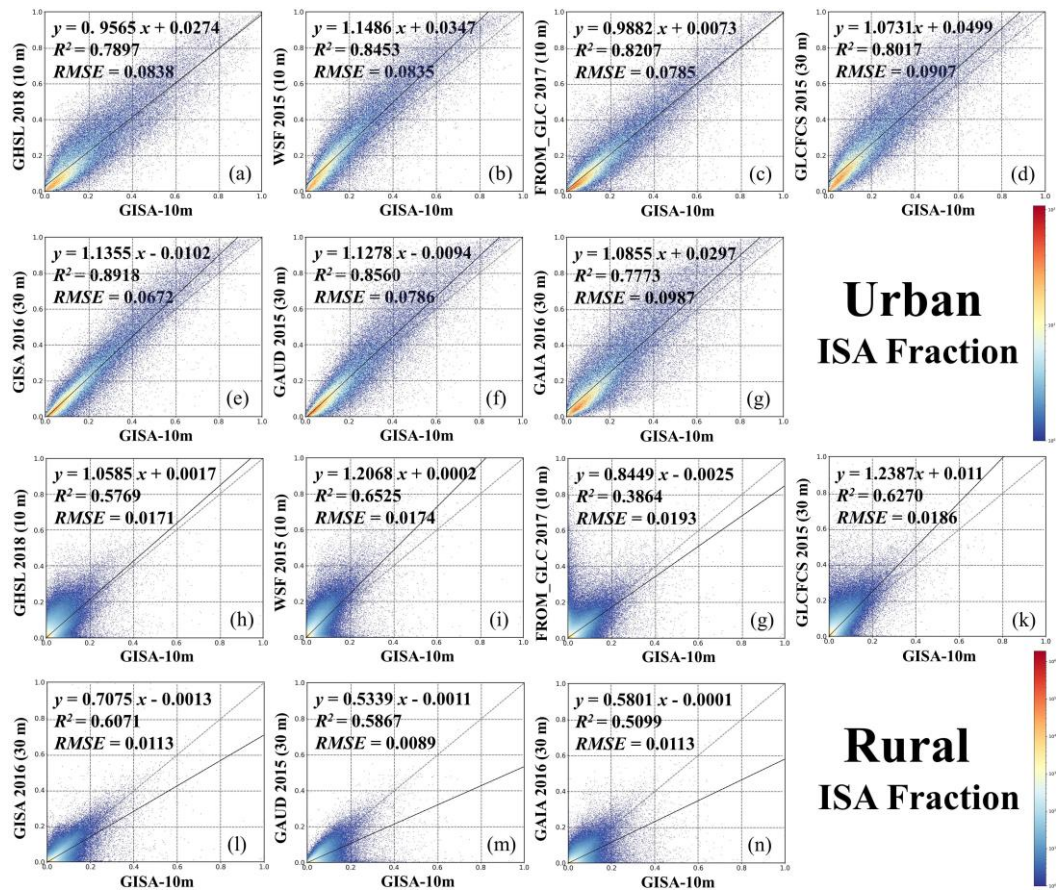 y = 0. 9565 x + 0.0274
R² = 0.7897
RMSE = 0.0838
GHSL 2018 (10 m)
(a)
GISA-10m
y = 1.1486 x + 0.0347
R² = 0.8453
RMSE = 0.0835
WSF 2015 (10 m)
(b)
GISA-10m
y = 0.9882 x + 0.0073
R² = 0.8207
RMSE = 0.0785
FROM_GLC 2017 (10 m)
(c)
GISA-10m
y = 1.0731x + 0.0499
R² = 0.8017
RMSE = 0.0907
GLCFCS 2015 (30 m)
(d)
GISA-10m
y = 1.1355 x - 0.0102
R² = 0.8918
RMSE = 0.0672
GISA 2016 (30 m)
(e)
GISA-10m
y = 1.1278 x - 0.0094
R² = 0.8560
RMSE = 0.0786
GAUD 2015 (30 m)
(f)
GISA-10m
y = 1.0855 x + 0.0297
R² = 0.7773
RMSE = 0.0987
GAIA 2016 (30 m)
(g)
GISA-10m
Urban
ISA Fraction
y = 1.0585x + 0.0017
R² = 0.5769
RMSE = 0.0171
GHSL 2018 (10 m)
(h)
GISA-10m
y = 1.2068 x + 0.0002
R² = 0.6525
RMSE = 0.0174
WSF 2015 (10 m)
(i)
GISA-10m
y = 0.8449 x - 0.0025
R² = 0.3864
RMSE = 0.0193
FROM_GLC 2017 (10 m)
(g)
GISA-10m
y = 1.2387x + 0.011
R² = 0.6270
RMSE = 0.0186
GLCFCS 2015 (30 m)
(k)
GISA-10m
y = 0.7075 x - 0.0013
R² = 0.6071
RMSE = 0.0113
GISA 2016 (30 m)
(l)
GISA-10m
y = 0.5339 x - 0.0011
R² = 0.5867
RMSE = 0.0089
GAUD 2015 (30 m)
(m)
GISA-10m
y = 0.5801 x - 0.0001
R² = 0.5099
RMSE = 0.0113
GAIA 2016 (30 m)
(n)
GISA-10m
Rural
ISA Fraction